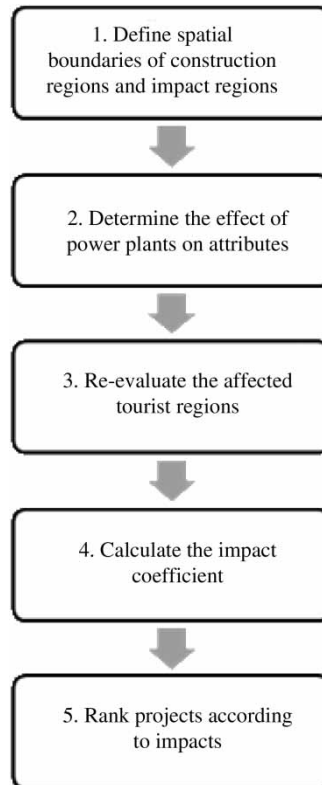 1. Define spatial
boundaries of construction
regions and impact regions
2. Determine the effect of
power plants on attributes
3. Re-evaluate the affected
tourist regions
4. Calculate the impact
coefficient
5. Rank projects according
to impacts